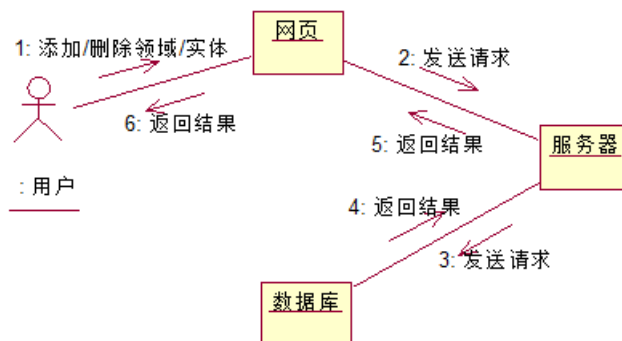 网页
1: 添加/删除领域/实体
2: 发送请求
6: 返回结果
5: 返回结果
服务器
: 用户
4: 返回结果
3: 发送请求
数据库